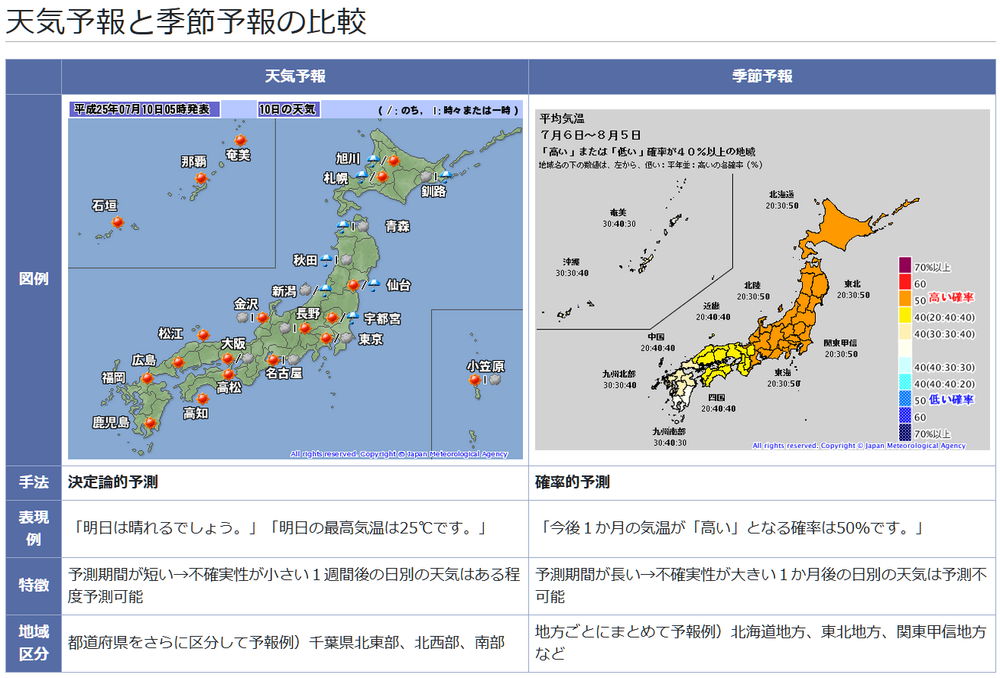 天気予報と季節予報の比較
天気予報
季節予報
図例
平成25年07月10日05時発表
10日の天気
( / : のち, | : 時々または一時 )
奄美
那覇
石垣
旭川
札幌
釧路
青森
秋田
仙台
新潟
金沢
長野
宇都宮
松江
大阪
東京
広島
名古屋
福岡
高松
小笠原
高知
鹿児島
All rights reserved. Copyright © Japan Meteorological Agency
平均気温
7月6日～8月5日
「高い」または「低い」確率が40％以上の地域
地域名の下の数値は、左から、低い：平年並：高いの各確率（％）
北海道
20:30:50
奄美
30:40:30
沖縄
30:30:40
北陸
20:30:50
東北
20:30:50
近畿
20:40:40
中国
20:40:40
関東甲信
20:30:50
九州北部
30:30:40
東海
20:30:50
四国
20:40:40
九州南部
30:40:30
70%以上
60
50 高い確率
40(20:40:40)
40(30:30:40)
40(40:30:30)
40(40:40:20)
50 低い確率
60
70%以上
All rights reserved. Copyright © Japan Meteorological Agency
手法
決定論的予測
確率的予測
表現
例
「明日は晴れるでしょう。」「明日の最高気温は25℃です。」
「今後１か月の気温が「高い」となる確率は50%です。」
特徴
予測期間が短い→不確実性が小さい１週間後の日別の天気はある程
度予測可能
予測期間が長い→不確実性が大きい１か月後の日別の天気は予測不
可能
地域
区分
都道府県をさらに区分して予報例）千葉県北東部、北西部、南部
地方ごとにまとめて予報例）北海道地方、東北地方、関東甲信地方
など